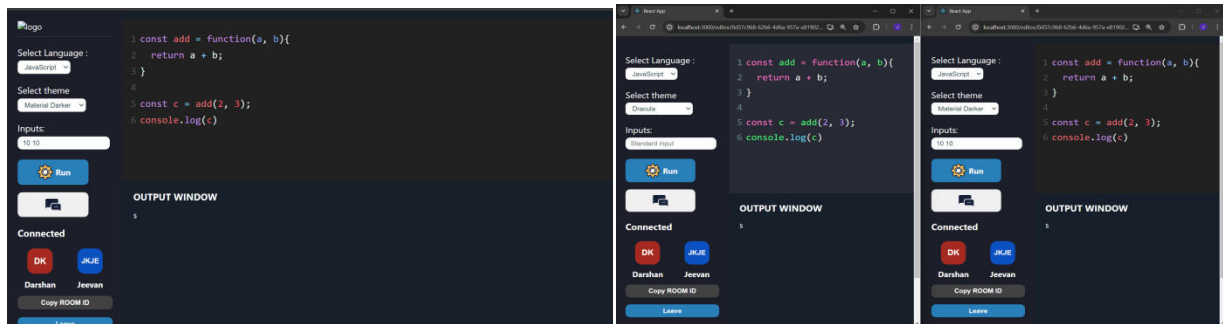 logo
Select Language :
JavaScript
Select theme
Material Darker
Inputs:
10 10
Run
Connected
DK
JKJE
Darshan
Jeevan
Copy ROOM ID
Leave
1 const add = function(a, b){
2 return a + b;
3 }
4
5 const c = add(2, 3);
6 console.log(c)
OUTPUT WINDOW
React App
Select Language :
JavaScript
Select theme
Dracula
Inputs:
Standard Input
Run
Connected
DK
JKJE
Darshan
Jeevan
Copy ROOM ID
Leave
1 const add = function(a, b){
2 return a + b;
3 }
4
5 const c = add(2, 3);
6 console.log(c)
OUTPUT WINDOW
React App
Select Language :
JavaScript
Select theme
Material Darker
Inputs:
10 10
Run
Connected
DK
JKJE
Darshan
Jeevan
Copy ROOM ID
Leave
1 const add = function(a, b){
2 return a + b;
3 }
4
5 const c = add(2, 3);
6 console.log(c)
OUTPUT WINDOW